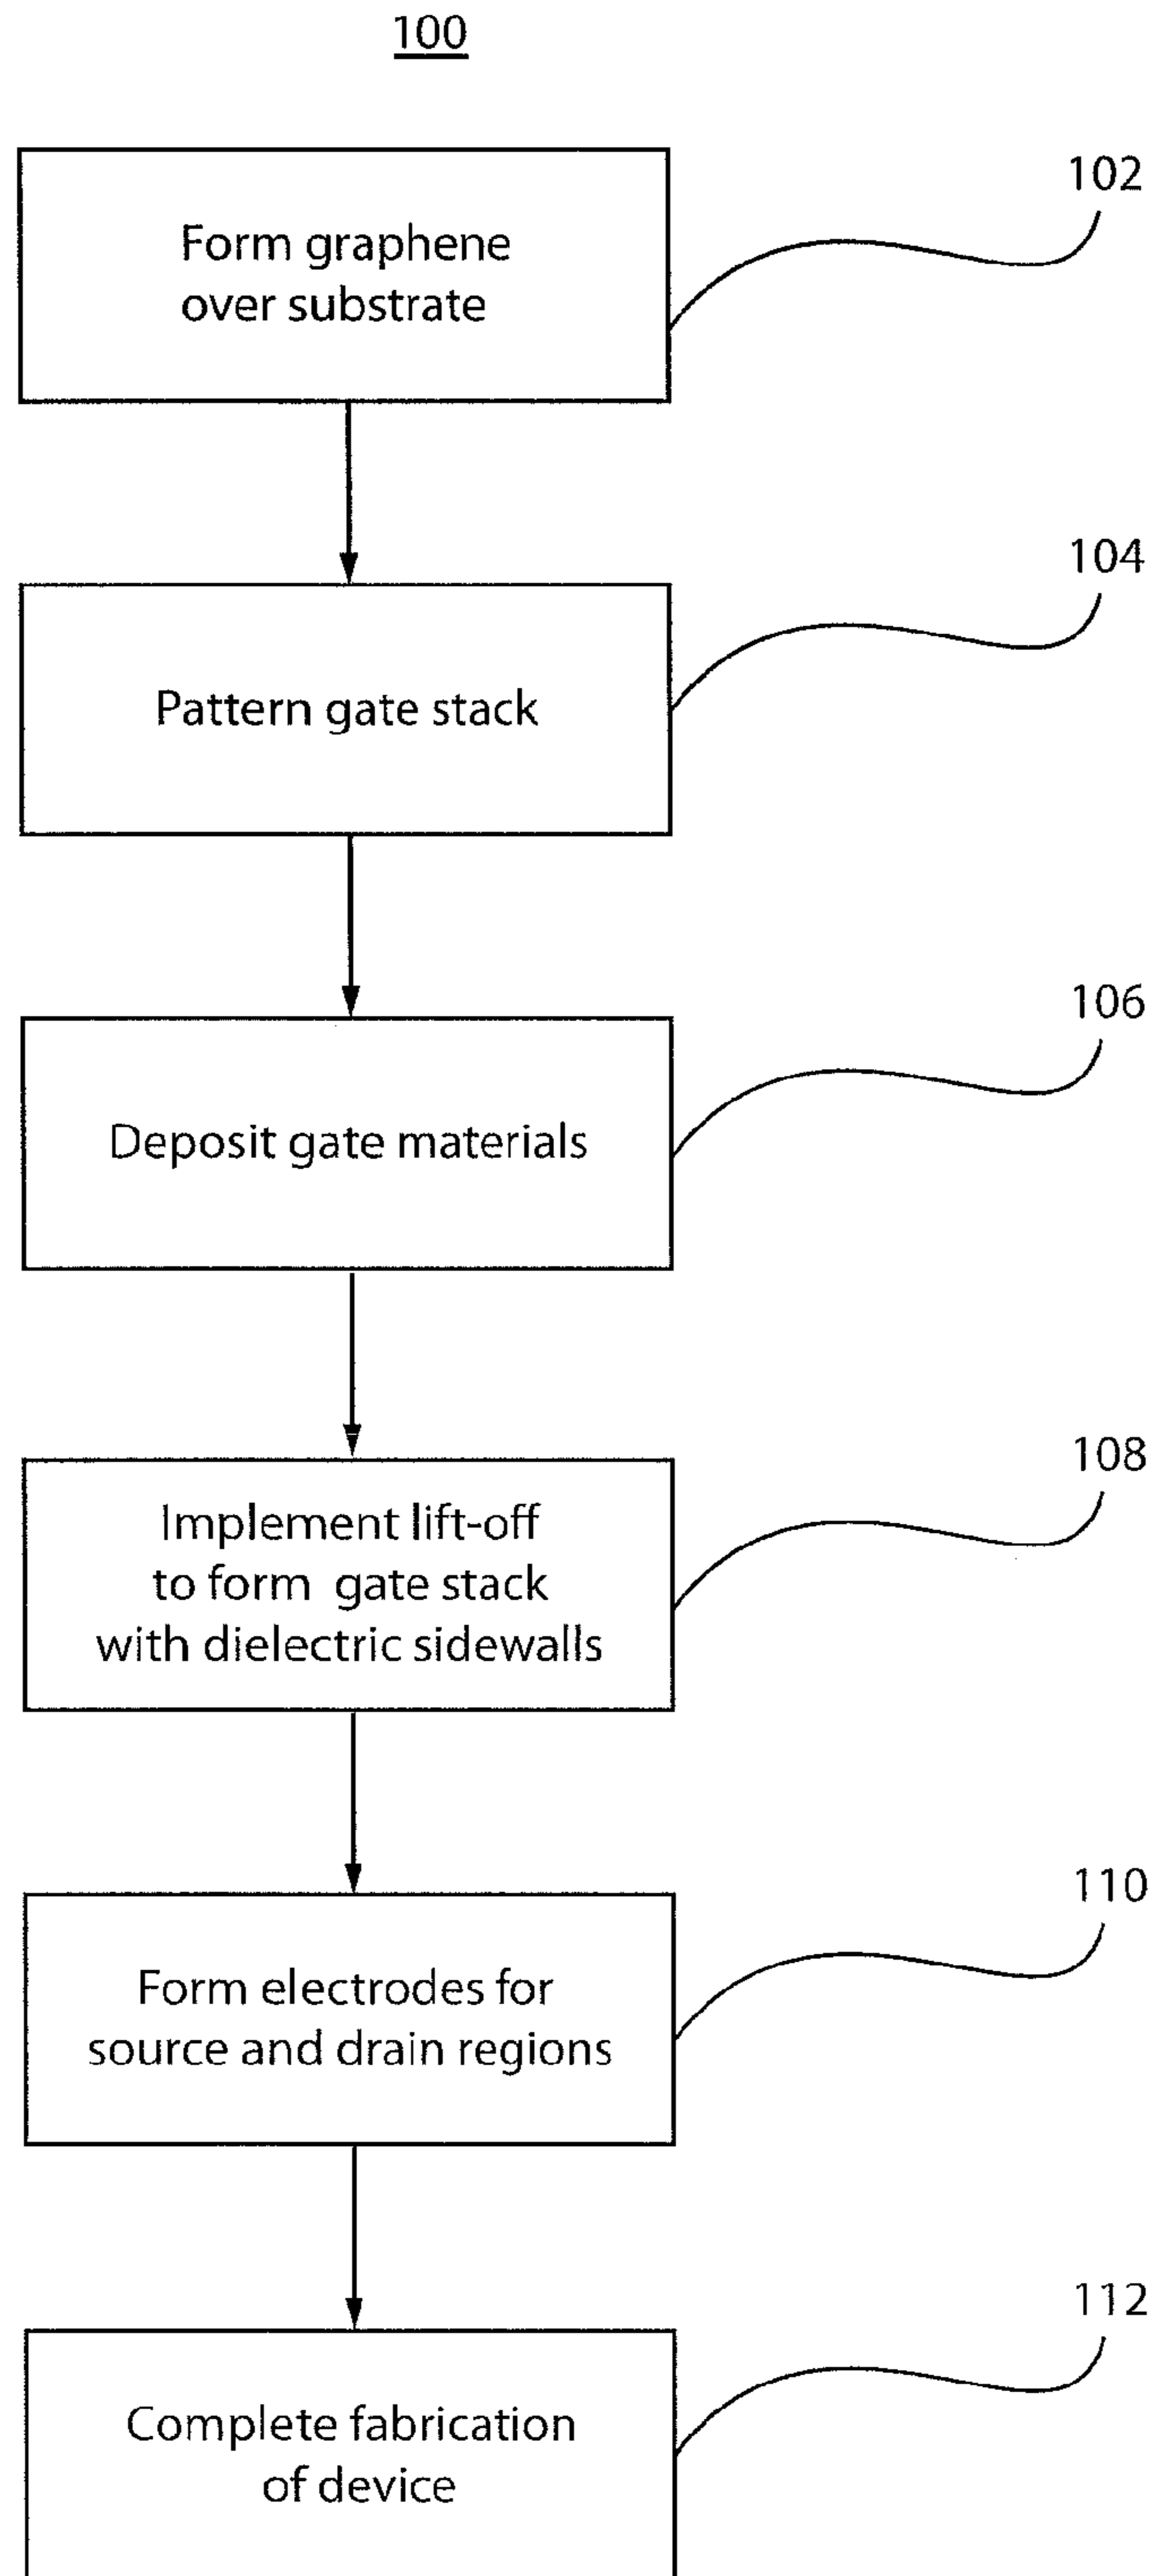 100
102
Form graphene
over substrate
104
Pattern gate stack
106
Deposit gate materials
108
Implement lift-off
to form gate stack
with dielectric sidewalls
110
Form electrodes for
source and drain regions
112
Complete fabrication
of device